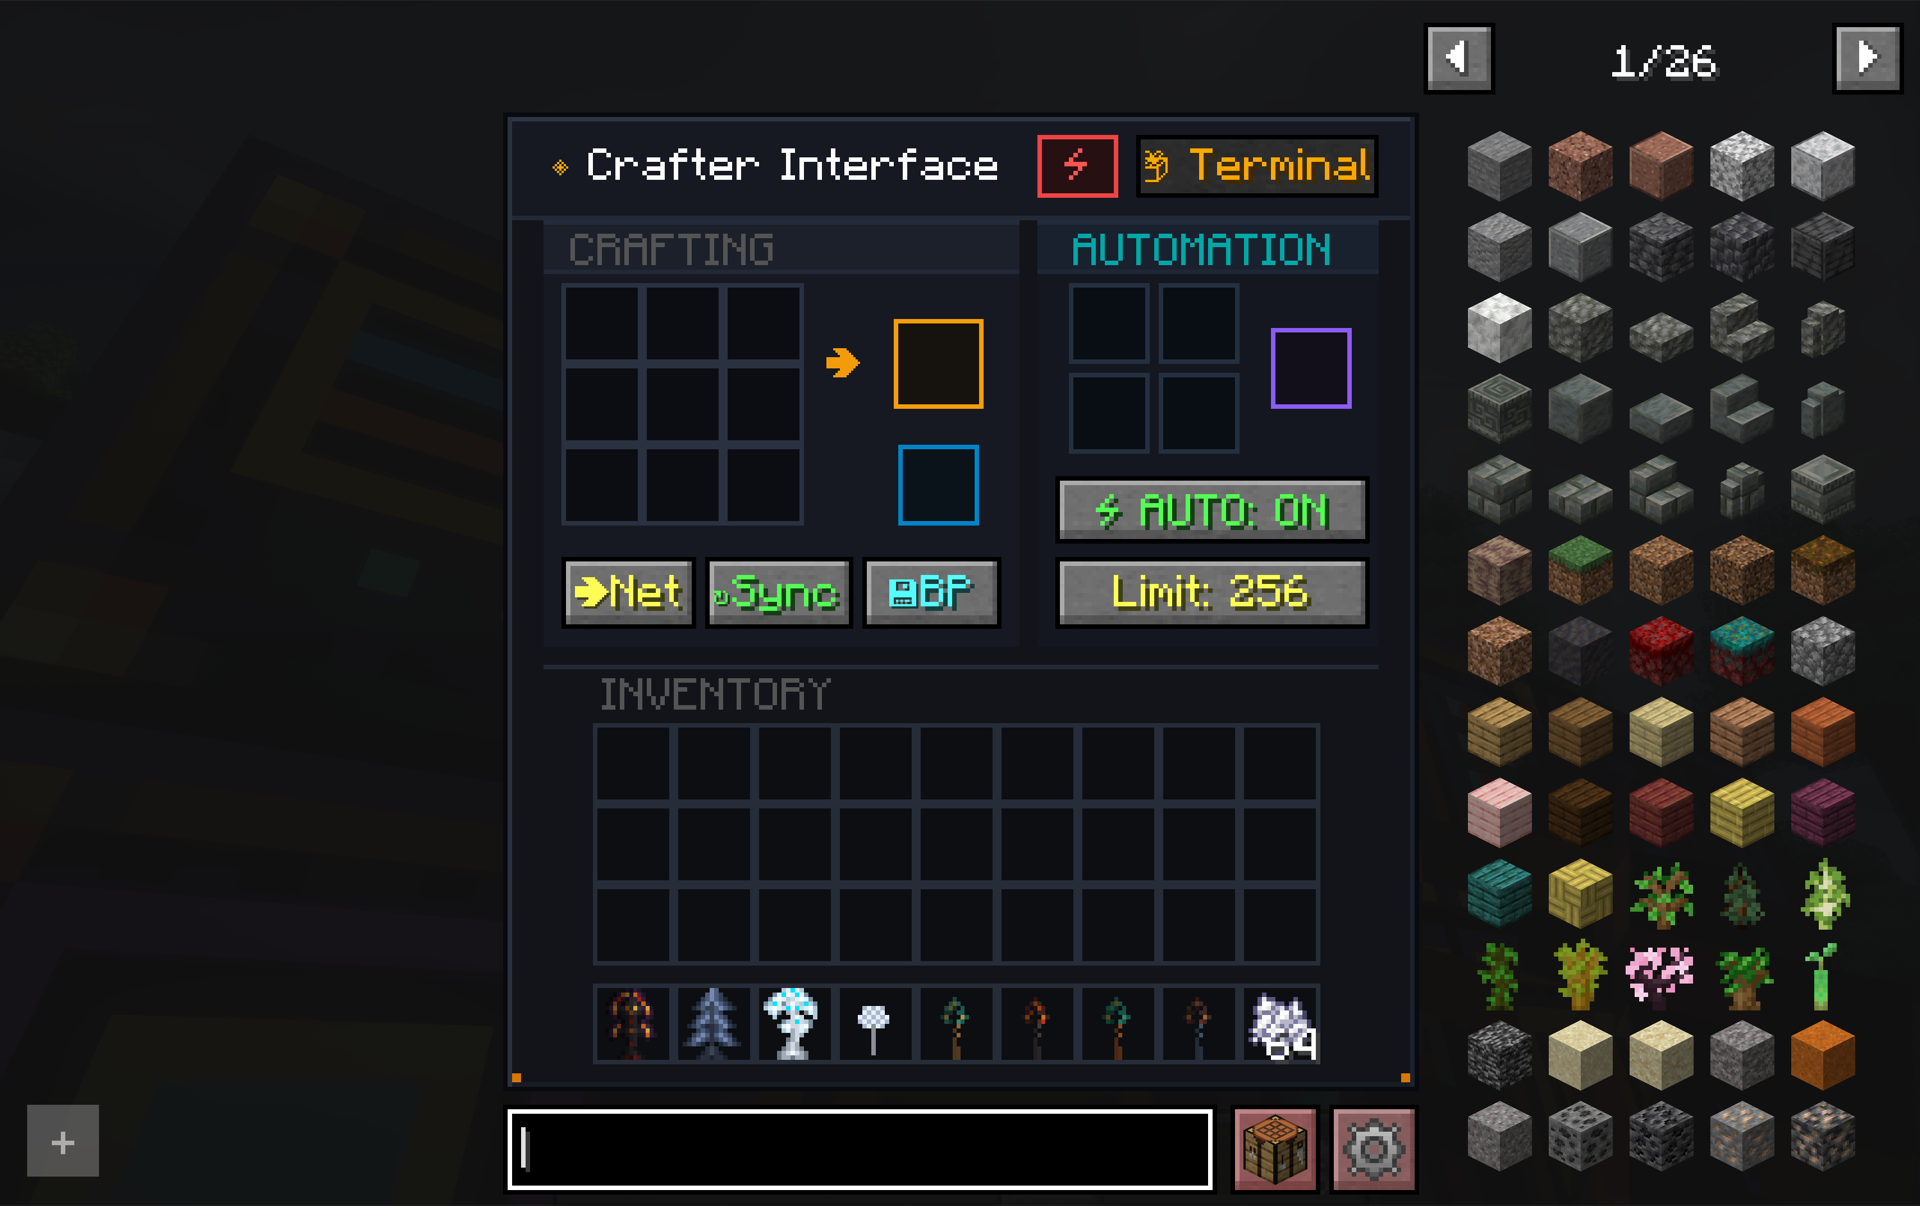 1/26
Crafter Interface
Terminal
CRAFTING
AUTOMATION
AUTO: ON
Net
Sync
BP
Limit: 256
INVENTORY
64
+